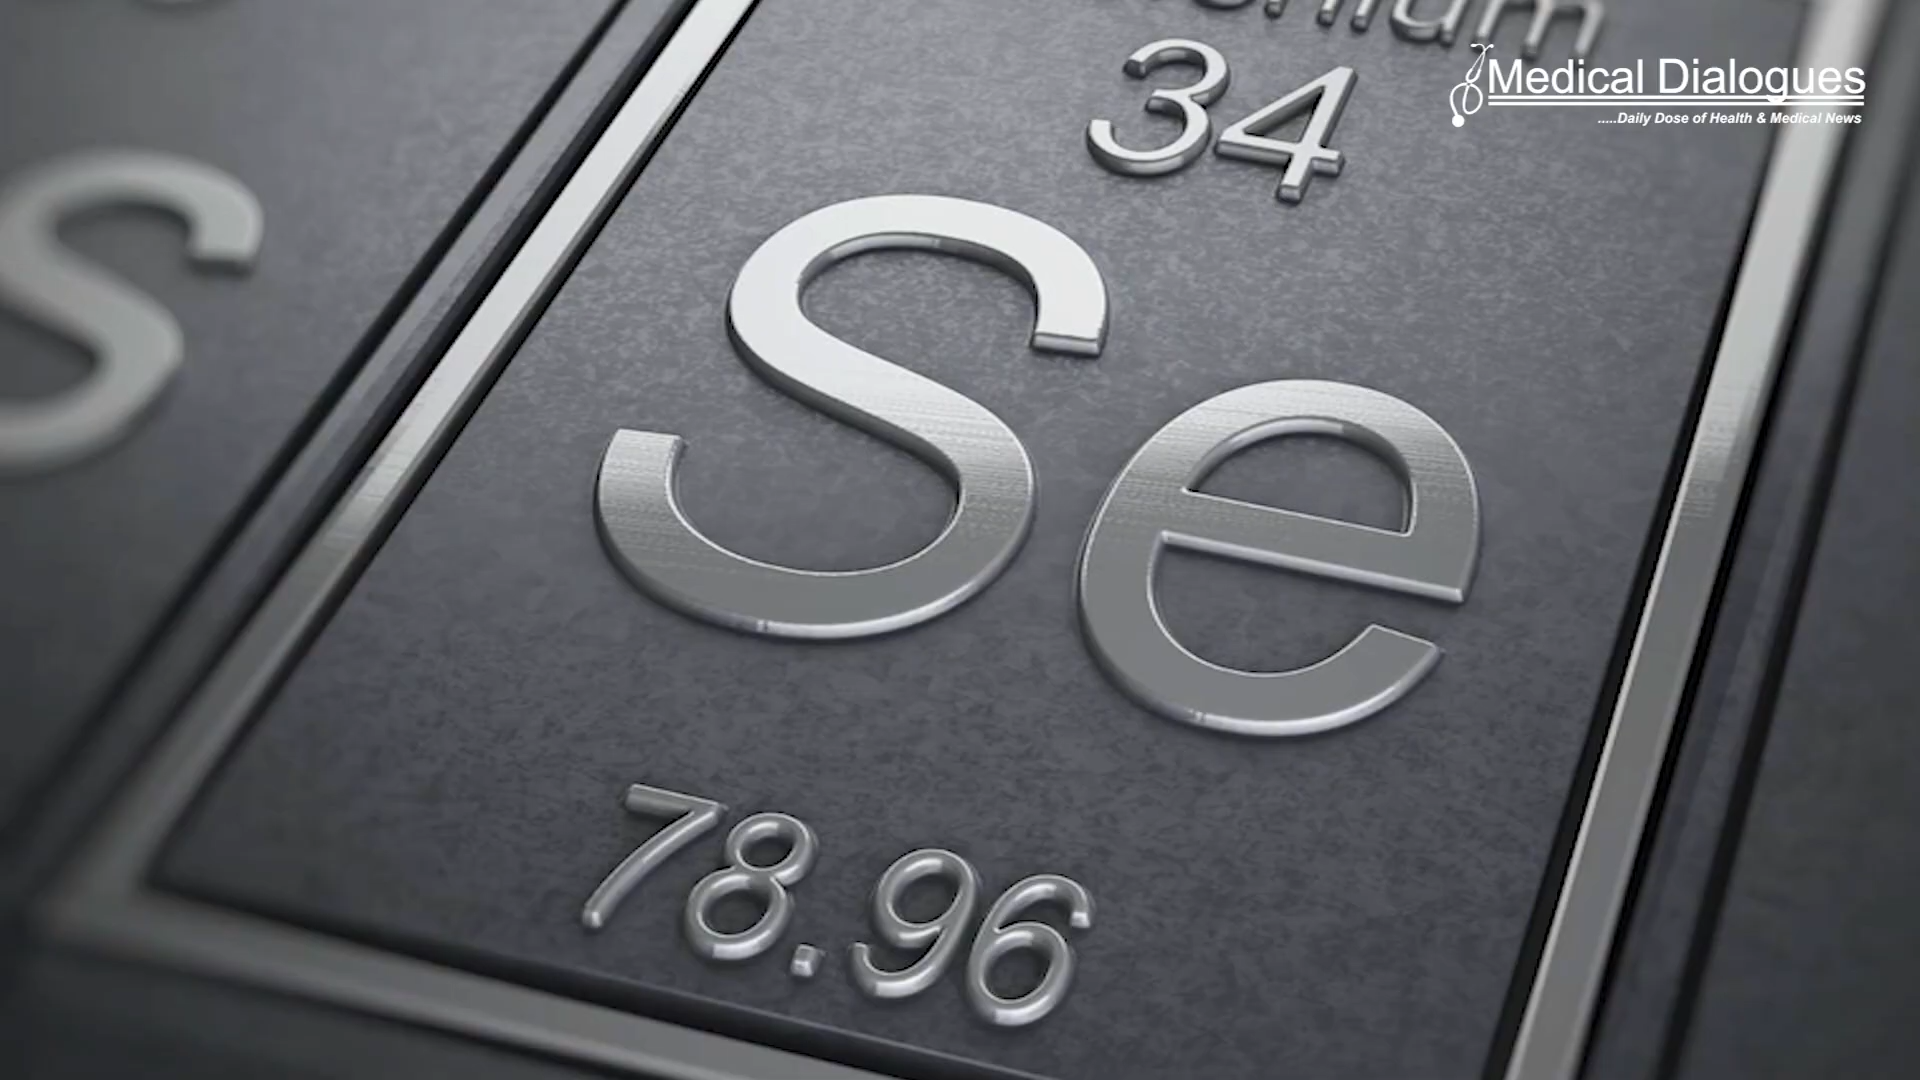 34
Medical Dialogues
.....Daily Dose of Health & Medical News
S
Se
78.96